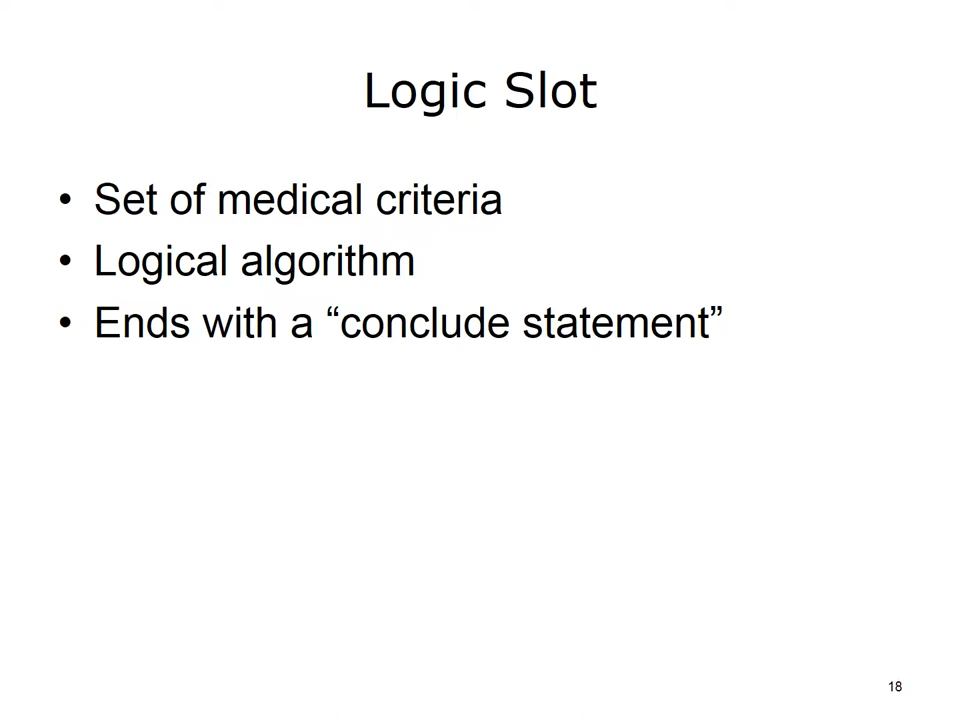 Logic Slot
• Set of medical criteria
• Logical algorithm
• Ends with a “conclude statement”
18